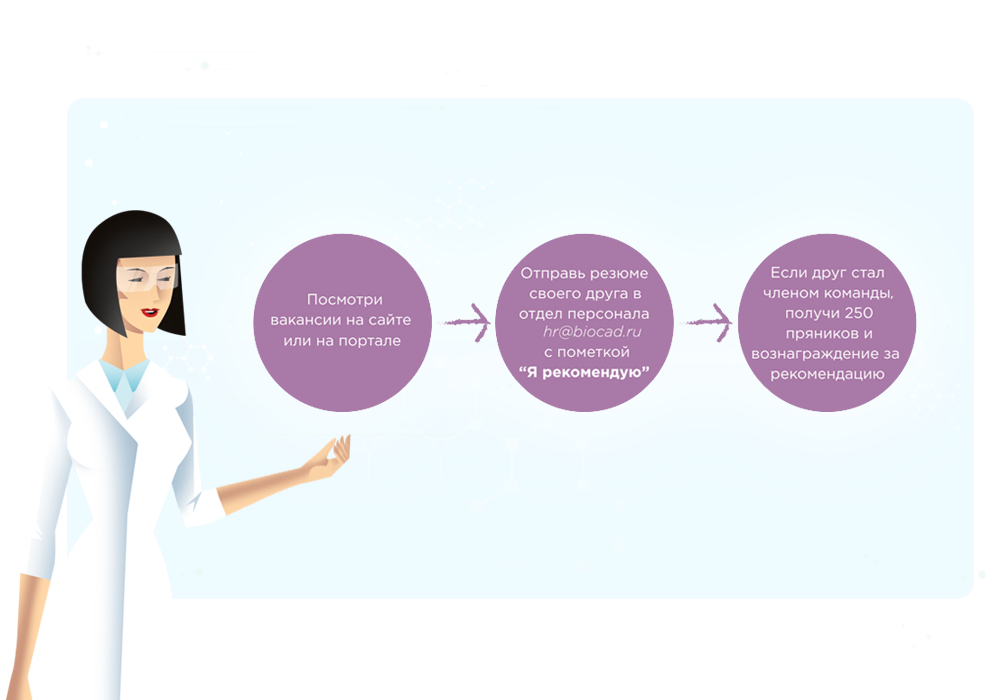 Посмотри
вакансии на сайте
или на портале
Отправь резюме
своего друга в
отдел персонала
hr@biocad.ru
с пометкой
“Я рекомендую”
Если друг стал
членом команды,
получи 250
пряников и
вознаграждение за
рекомендацию